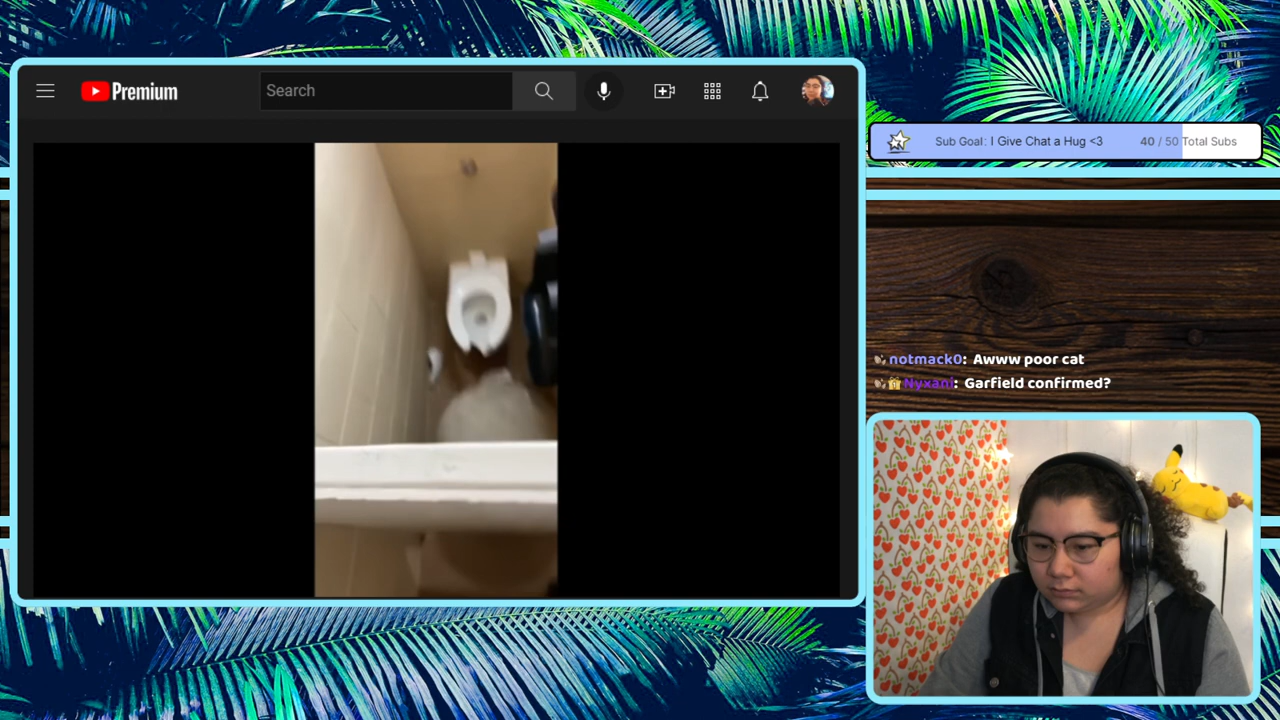 Premium
Search
Sub Goal: I Give Chat a Hug <3 40 / 50 Total Subs
notmack0: Awww poor cat
Nyxani: Garfield confirmed?